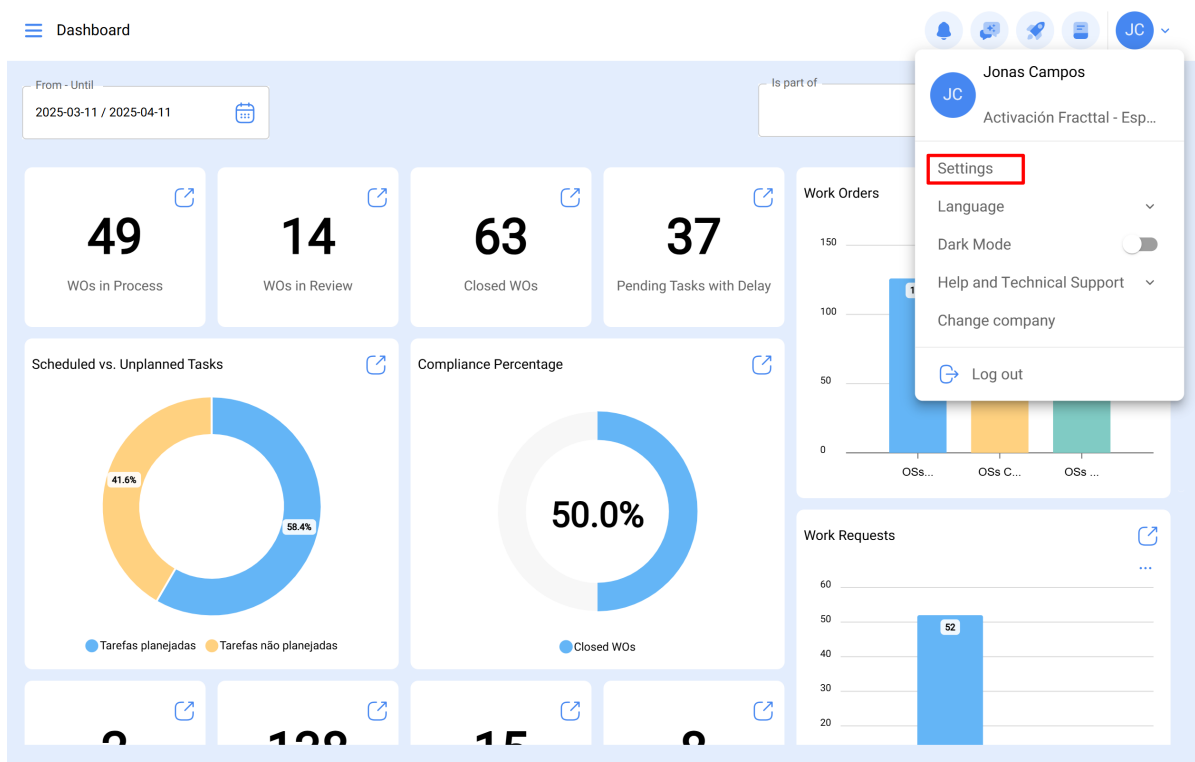 Dashboard
JC
From - Until
2025-03-11 / 2025-04-11
Is part of
JC
Jonas Campos
Activación Fracttal - Esp...
Settings
Language
Dark Mode
Help and Technical Support
Change company
Log out
49
WOs in Process
14
WOs in Review
63
Closed WOs
37
Pending Tasks with Delay
Work Orders
150
100
50
0
1
OSs...
OSs C...
OSs ...
Scheduled vs. Unplanned Tasks
41.6%
58.4%
Tarefas planejadas
Tarefas não planejadas
Compliance Percentage
50.0%
Closed WOs
Work Requests
...
60
50
40
30
20
52
128
15